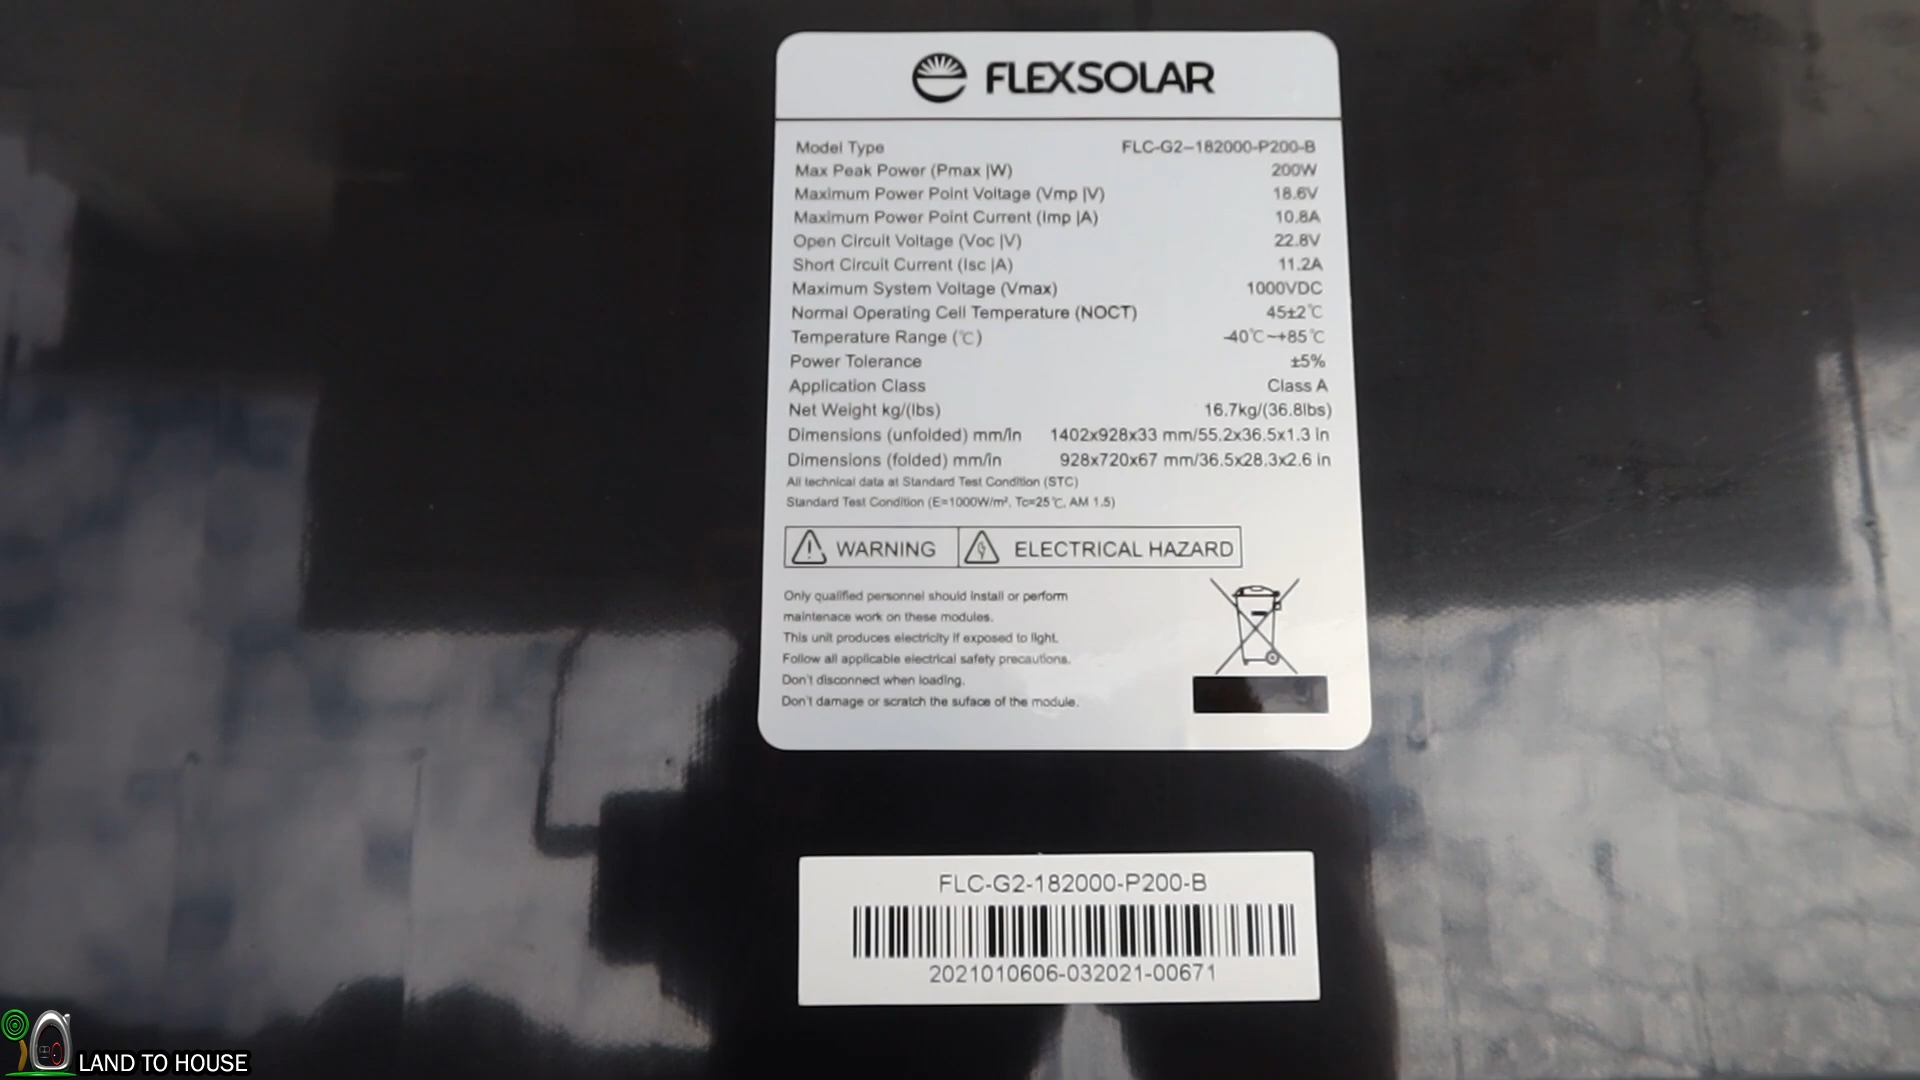 FLEXSOLAR
Model Type FLC-G2-182000-P200-B
Max Peak Power (Pmax |W) 200W
Maximum Power Point Voltage (Vmp |V) 18.6V
Maximum Power Point Current (Imp |A) 10.8A
Open Circuit Voltage (Voc |V) 22.8V
Short Circuit Current (Isc |A) 11.2A
Maximum System Voltage (Vmax) 1000VDC
Normal Operating Cell Temperature (NOCT) 45±2℃
Temperature Range (℃) -40℃~+85℃
Power Tolerance ±5%
Application Class Class A
Net Weight kg/(lbs) 16.7kg/(36.8lbs)
Dimensions (unfolded) mm/in 1402x928x33 mm/55.2x36.5x1.3 in
Dimensions (folded) mm/in 928x720x67 mm/36.5x28.3x2.6 in
All technical data at Standard Test Condition (STC)
Standard Test Condition (E=1000W/m², Tc=25℃, AM 1.5)
WARNING ELECTRICAL HAZARD
Only qualified personnel should install or perform
maintenace work on these modules.
This unit produces electricity if exposed to light.
Follow all applicable electrical safety precautions.
Don't disconnect when loading.
Don't damage or scratch the suface of the module.
FLC-G2-182000-P200-B
2021010606-032021-00671
LAND TO HOUSE